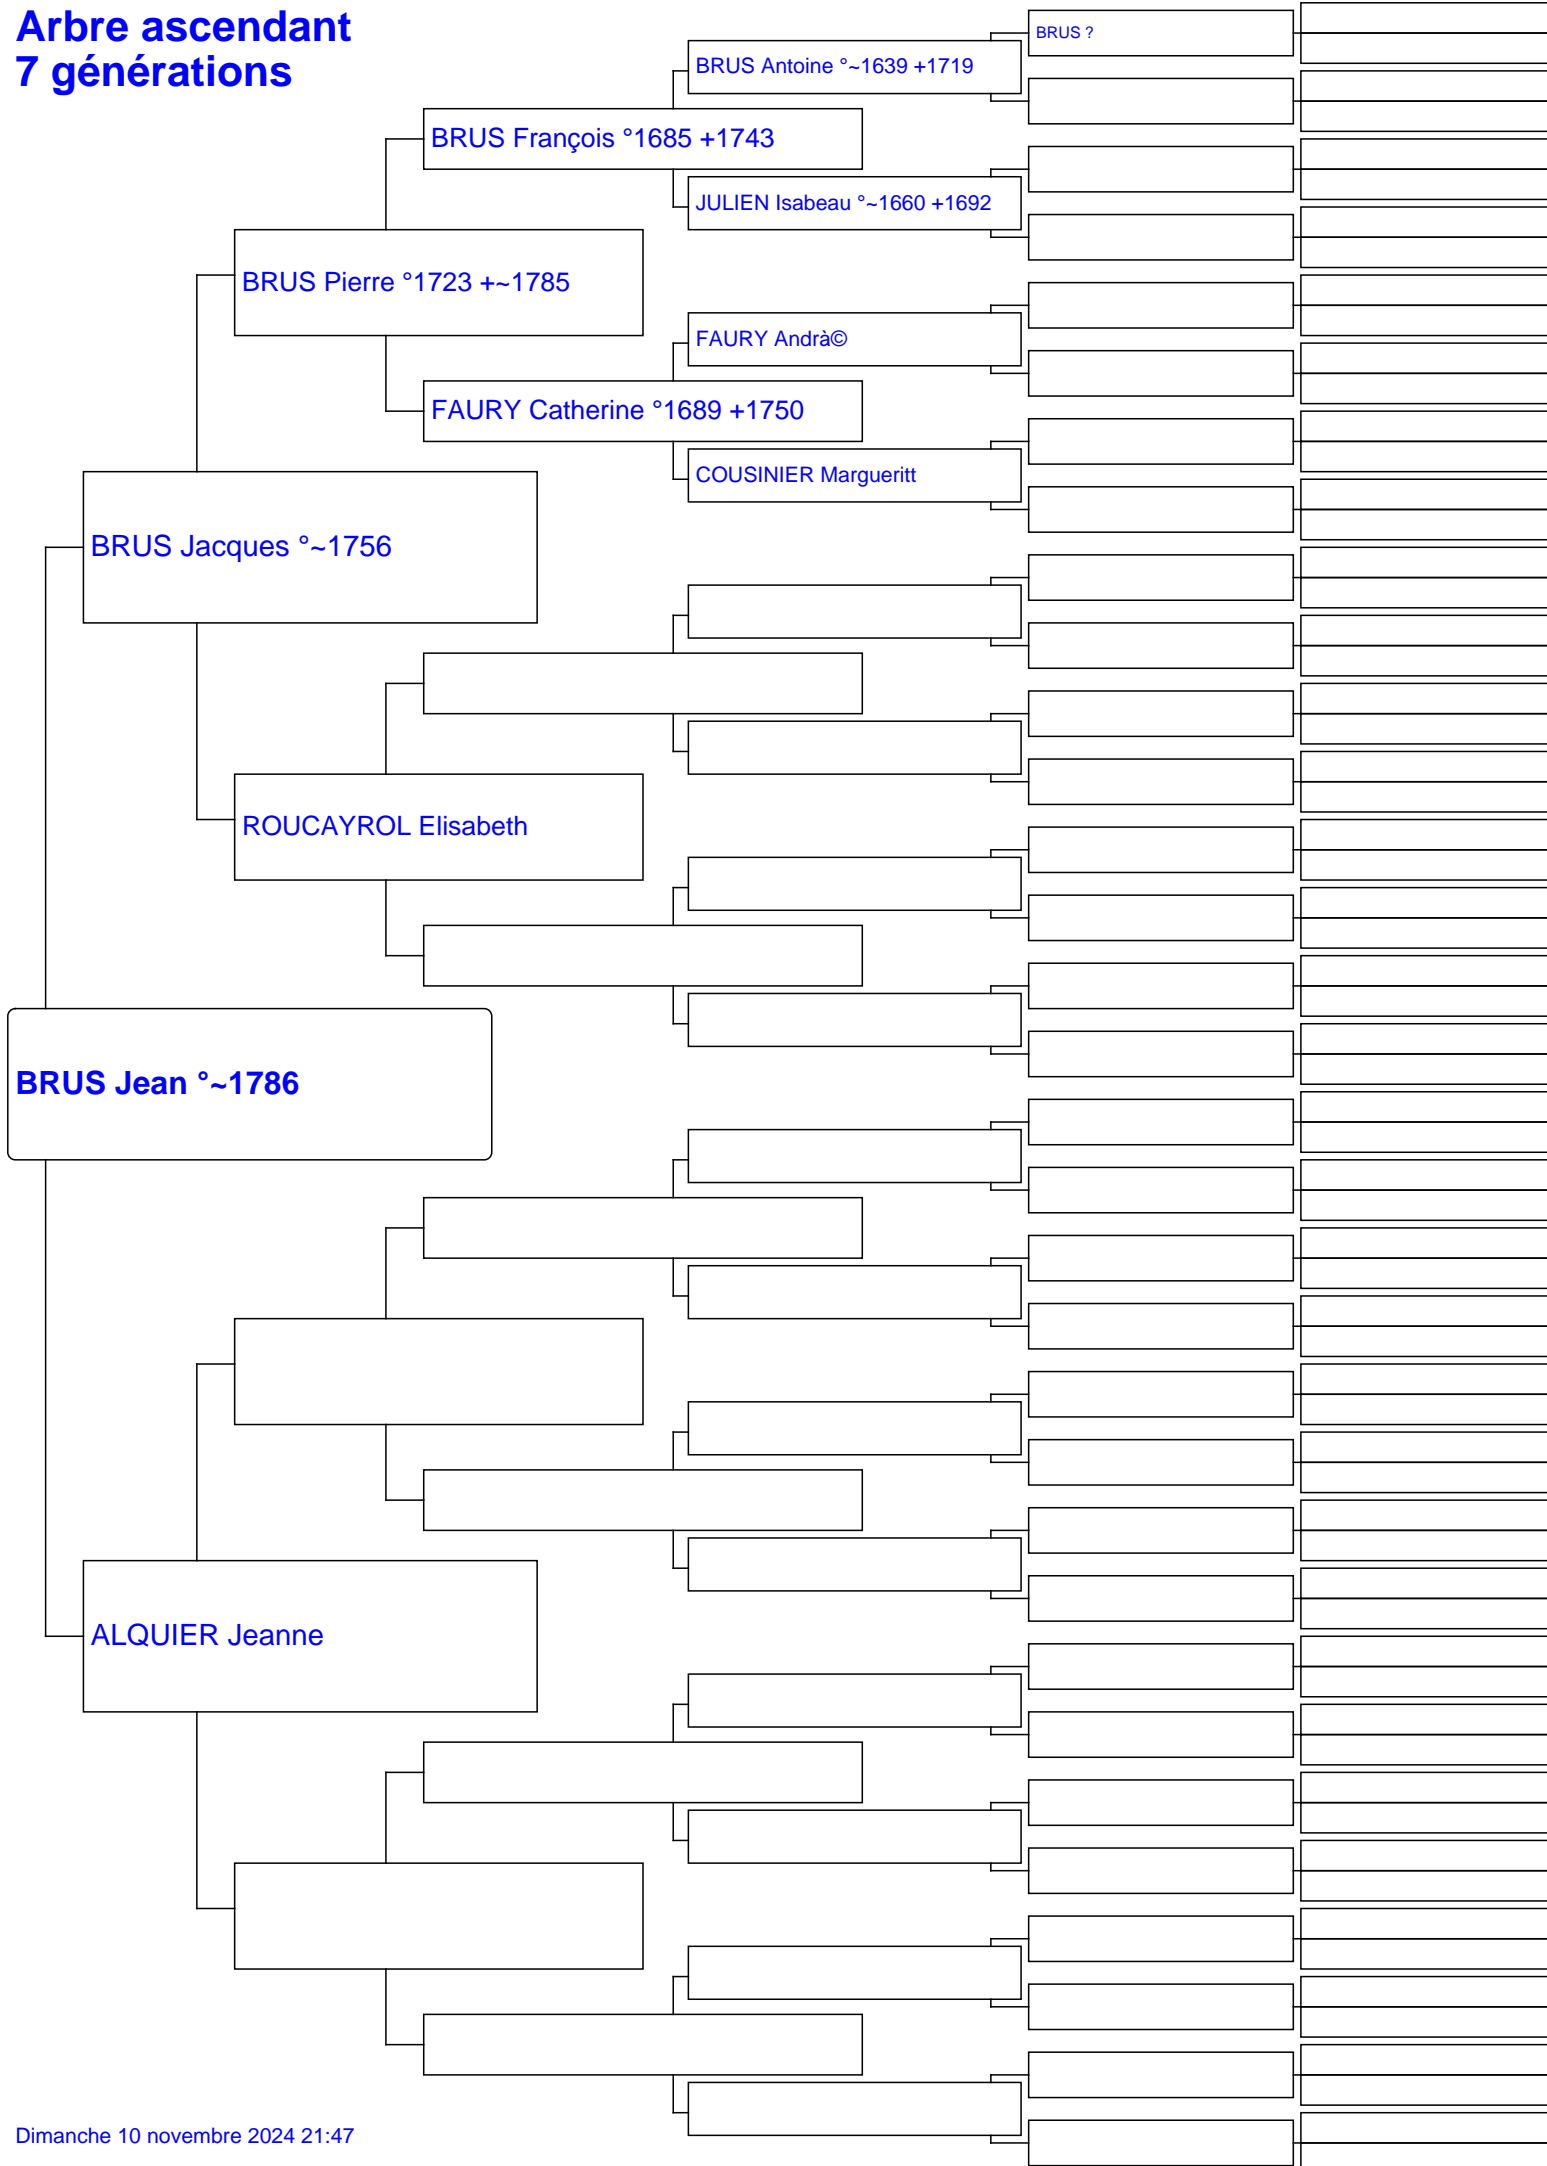 Arbre ascendant
7 générations
BRUS ?
BRUS Antoine °~1639 +1719
BRUS François °1685 +1743
JULIEN Isabeau °~1660 +1692
BRUS Pierre °1723 +~1785
FAURY Andrà©
FAURY Catherine °1689 +1750
COUSINIER Margueritt
BRUS Jacques °~1756
ROUCAYROL Elisabeth
BRUS Jean °~1786
ALQUIER Jeanne
Dimanche 10 novembre 2024 21:47